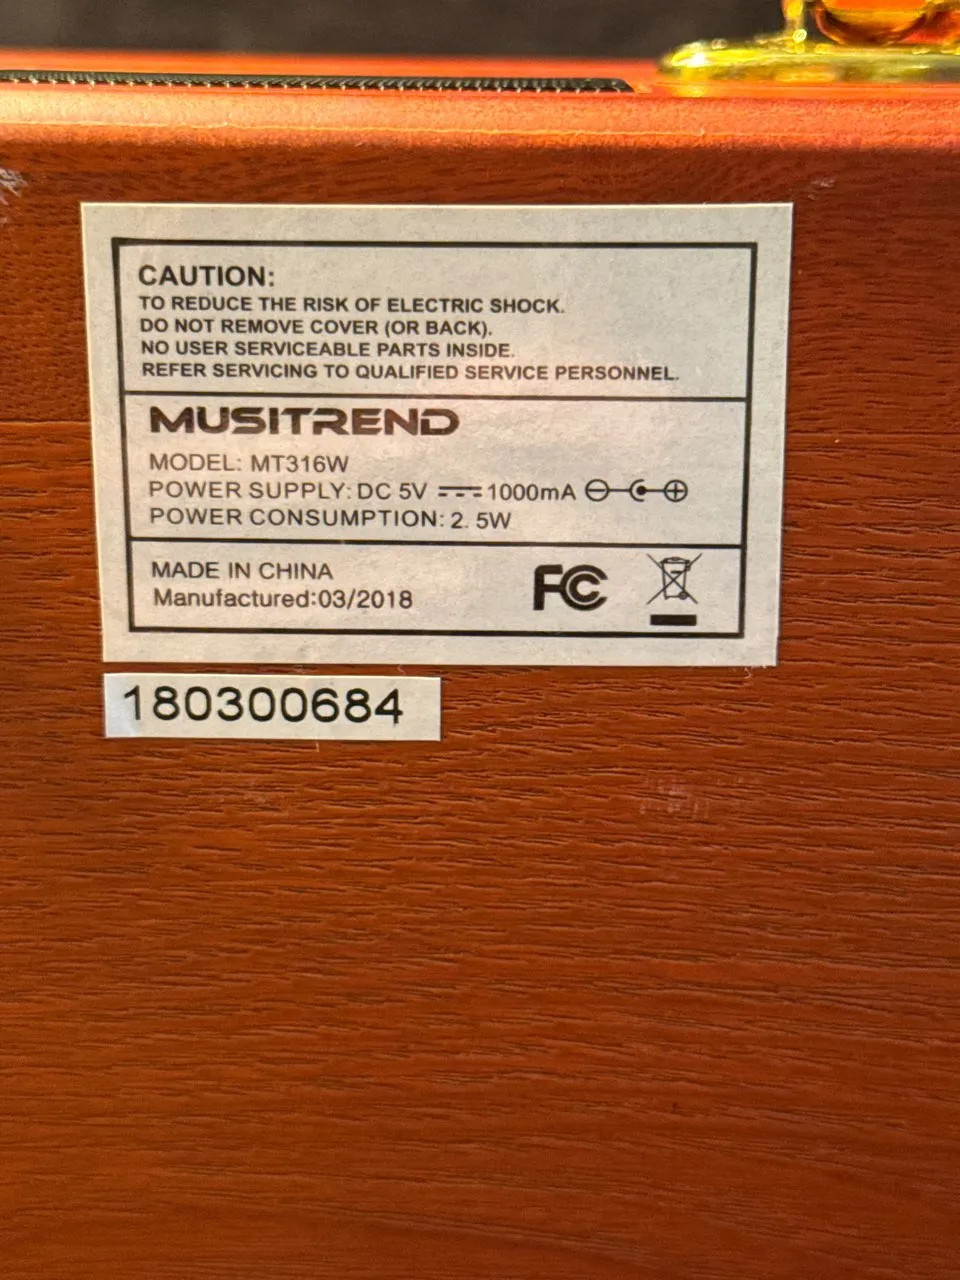 CAUTION:
TO REDUCE THE RISK OF ELECTRIC SHOCK.
DO NOT REMOVE COVER (OR BACK).
NO USER SERVICEABLE PARTS INSIDE.
REFER SERVICING TO QUALIFIED SERVICE PERSONNEL.
MUSITREND
MODEL: MT316W
POWER SUPPLY: DC 5V ⎓ 1000mA
POWER CONSUMPTION: 2. 5W
MADE IN CHINA
Manufactured:03/2018
FC
180300684